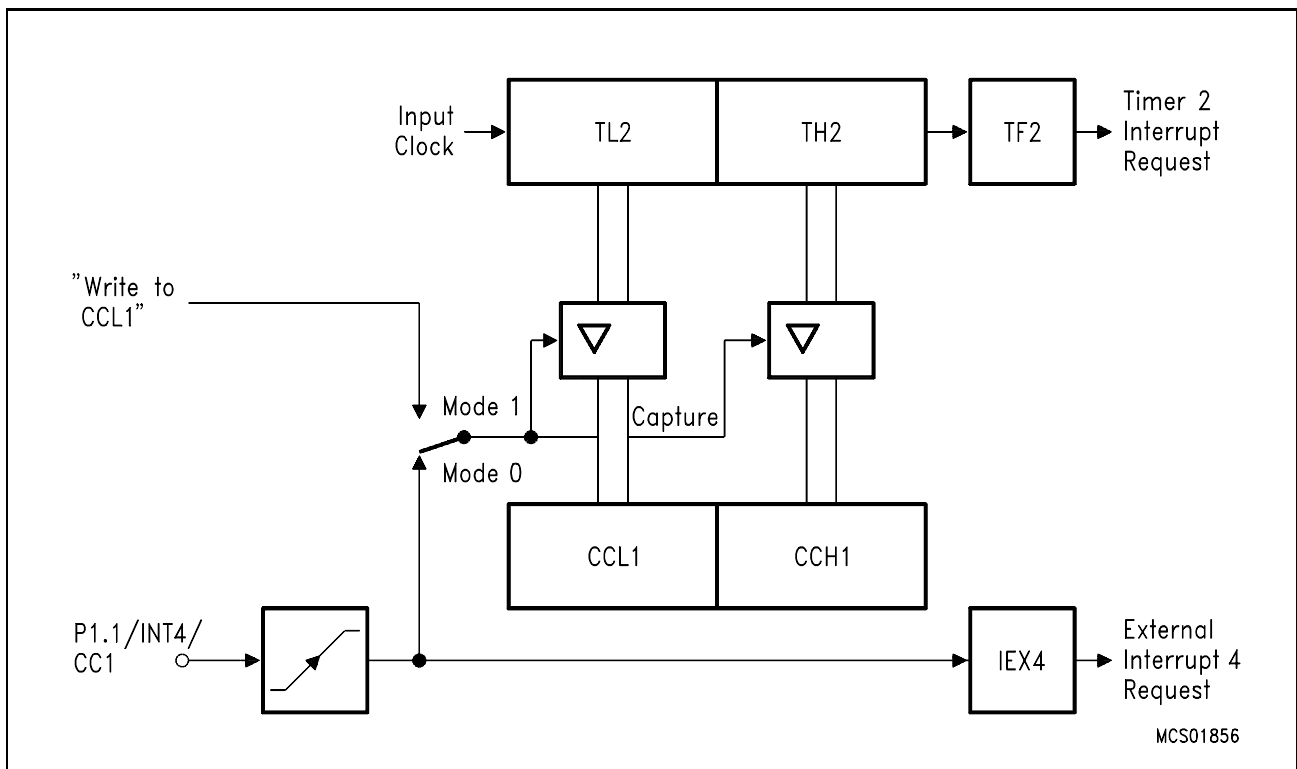 Input
Clock
TL2
TH2
TF2
Timer 2
Interrupt
Request
"Write to
CCL1"
Mode 1
Capture
Mode 0
CCL1
CCH1
P1.1/INT4/
CC1
IEX4
External
Interrupt 4
Request
MCS01856